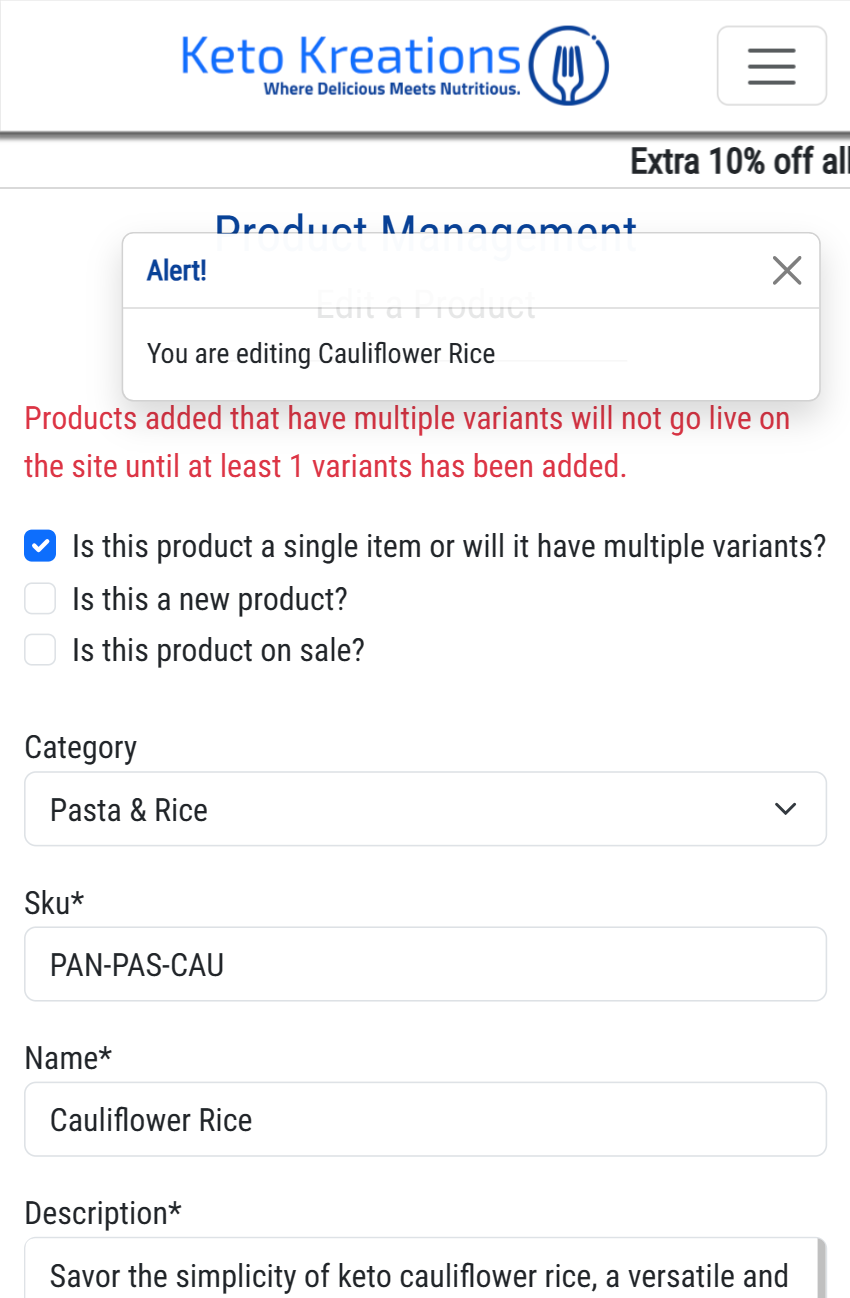 Keto Kreations
Where Delicious Meets Nutritious.
Extra 10% off all
Product Management
Alert!
Edit a Product
You are editing Cauliflower Rice
Products added that have multiple variants will not go live on
the site until at least 1 variants has been added.
Is this product a single item or will it have multiple variants?
Is this a new product?
Is this product on sale?
Category
Pasta & Rice
Sku*
PAN-PAS-CAU
Name*
Cauliflower Rice
Description*
Savor the simplicity of keto cauliflower rice, a versatile and